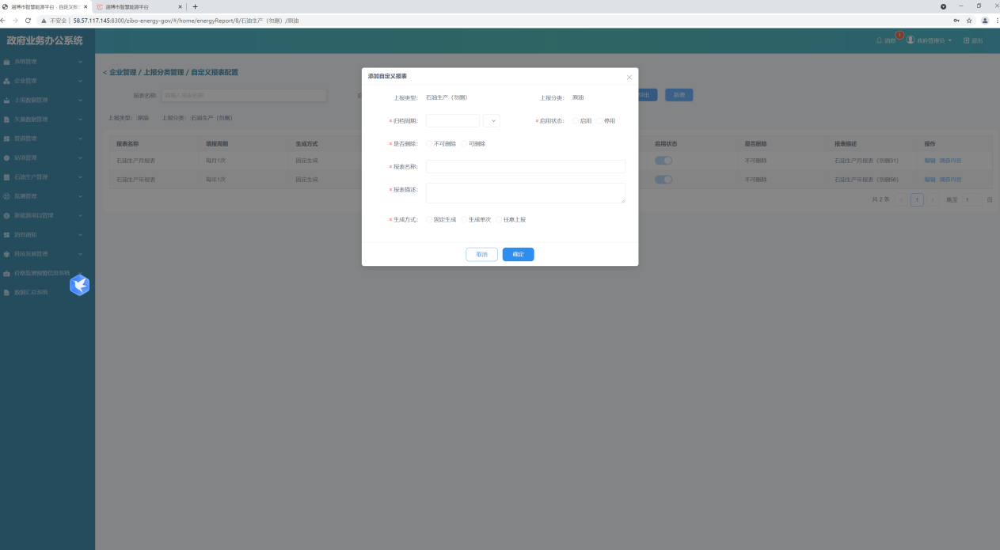 淄博市智慧能源平台 - 自定义报 × 淄博市智慧能源平台 × +
不安全 | 58.57.117.145:8300/zibo-energy-gov/#/home/energyReport/8/石油生产（勿删）/原油
政府业务办公系统
消息 1 政府管理员 退出
系统管理
企业管理
上报数据管理
矢量数据管理
管道管理
站场管理
石油生产管理
监测管理
新能源项目管理
消息通知
科技发展管理
价格监测预警信息系统
数据汇总系统
< 企业管理 / 上报分类管理 / 自定义报表配置
报表名称: 请输入报表名称 新增
上报类型: 原油 上报分类: 石油生产（勿删）
报表名称 填报周期 生成方式 启用状态 是否删除 报表描述 操作
石油生产月报表 每月1次 固定生成 不可删除 石油生产月报表（勿删31） 编辑
石油生产年报表 每年1次 固定生成 不可删除 石油生产年报表（勿删56） 编辑
共 2 条 < 1 > 跳至 1 页
添加自定义报表 ×
上报类型: 石油生产（勿删） 上报分类: 原油
* 归档周期: * 启用状态: 启用 停用
* 是否删除: 不可删除 可删除
* 报表名称:
* 报表描述:
* 生成方式: 固定生成 生成单次 任意上报
取消 确定